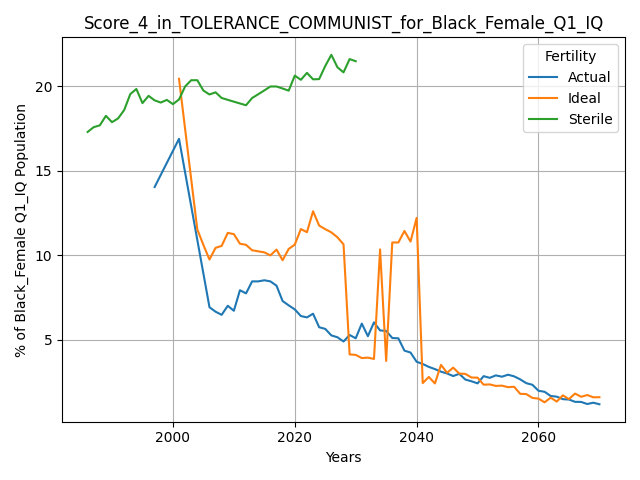 Score_4_in_TOLERANCE_COMMUNIST_for_Black_Female_Q1_IQ
Fertility
Actual
Ideal
Sterile
% of Black_Female Q1_IQ Population
20
15
10
5
2000
2020
2040
2060
Years